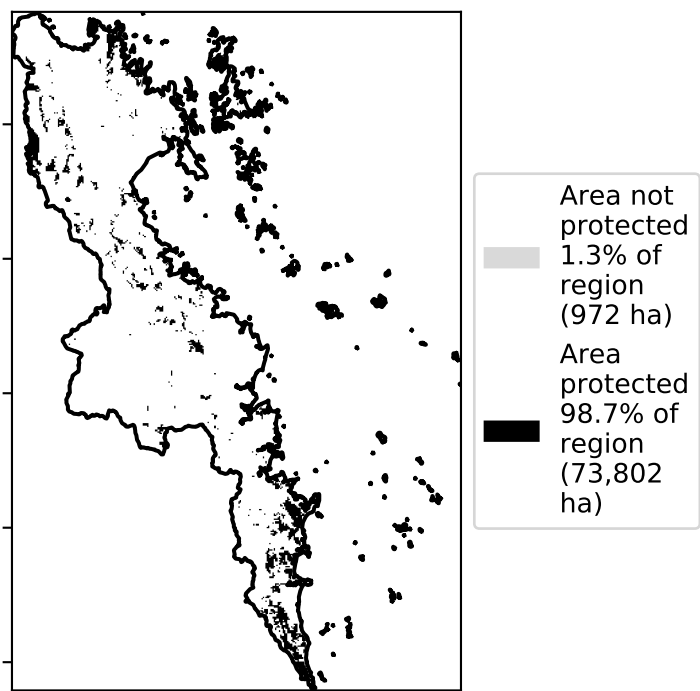 Area not
protected
1.3% of
region
(972 ha)
Area
protected
98.7% of
region
(73,802
ha)